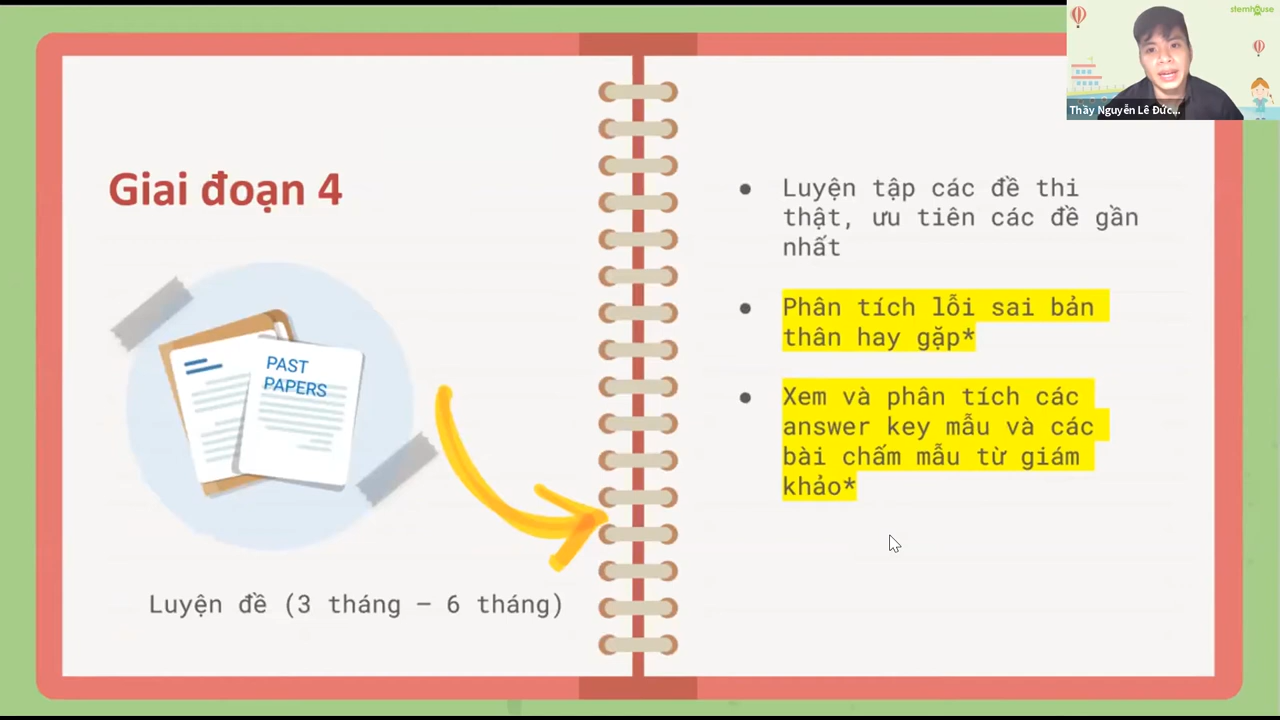 sternhouse
Thầy Nguyễn Lê Đức...
Giai đoạn 4
PAST
PAPERS
Luyện đề (3 tháng – 6 tháng)
Luyện tập các đề thi
thật, ưu tiên các đề gần
nhất
Phân tích lỗi sai bản
thân hay gặp*
Xem và phân tích các
answer key mẫu và các
bài chấm mẫu từ giám
khảo*